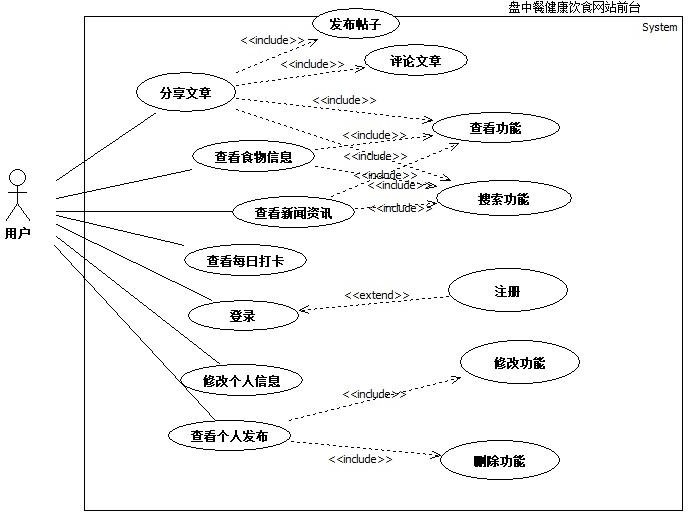 盘中餐健康饮食网站前台
System
发布帖子
<<include>>
评论文章
<<include>>
分享文章
<<include>>
查看功能
<<include>>
查看食物信息
<<include>>
<<include>>
<<include>>
搜索功能
查看新闻资讯
<<include>>
用户
查看每日打卡
注册
<<extend>>
登录
修改功能
修改个人信息
<<include>>
查看个人发布
<<include>>
删除功能